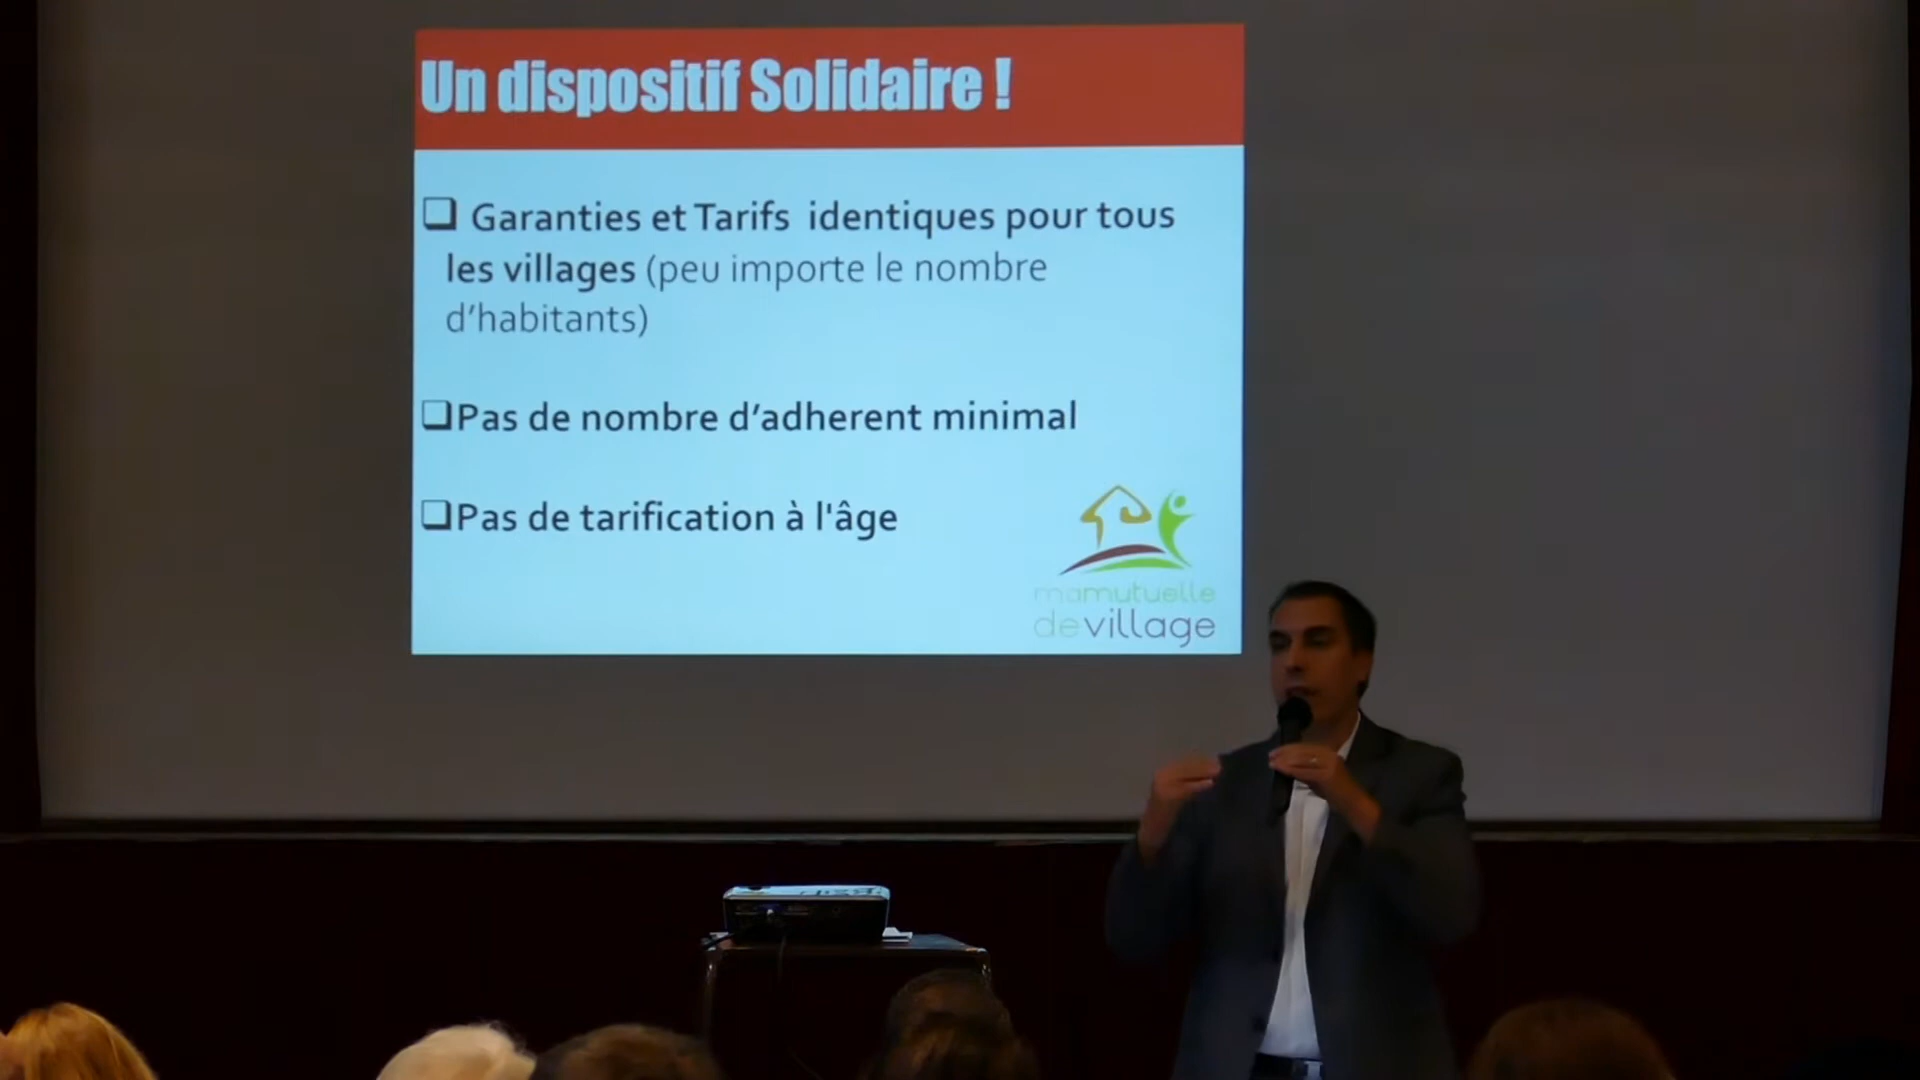 Un dispositif Solidaire !
❑ Garanties et Tarifs identiques pour tous
les villages (peu importe le nombre
d’habitants)
❑Pas de nombre d’adherent minimal
❑Pas de tarification à l'âge
mamutuelle
devillage